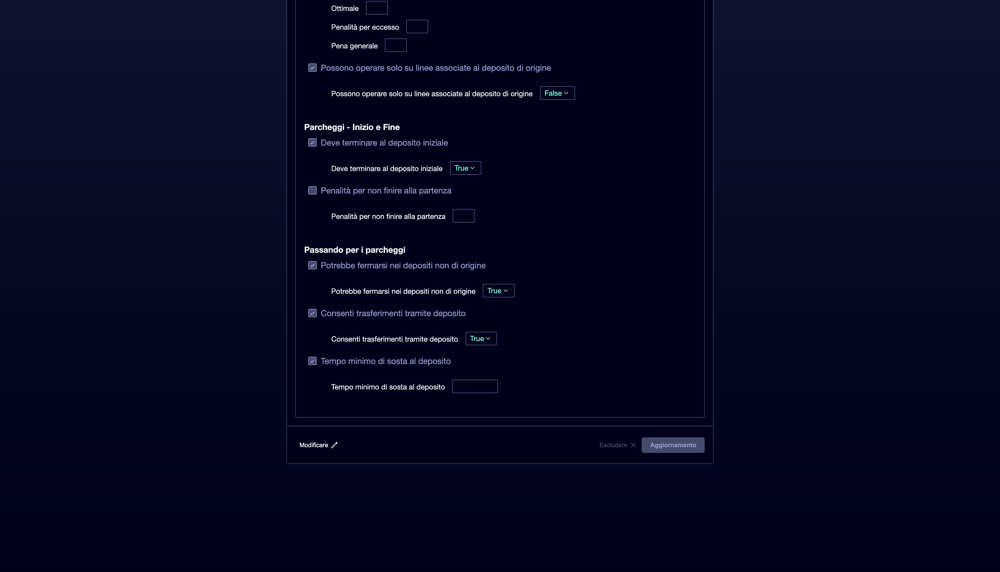 Ottimale
Penalità per eccesso
Pena generale
Possono operare solo su linee associate al deposito di origine
Possono operare solo su linee associate al deposito di origine False
Parcheggi - Inizio e Fine
Deve terminare al deposito iniziale
Deve terminare al deposito iniziale True
Penalità per non finire alla partenza
Penalità per non finire alla partenza
Passando per i parcheggi
Potrebbe fermarsi nei depositi non di origine
Potrebbe fermarsi nei depositi non di origine True
Consenti trasferimenti tramite deposito
Consenti trasferimenti tramite deposito True
Tempo minimo di sosta al deposito
Tempo minimo di sosta al deposito
Modificare Escludere Aggiornamento